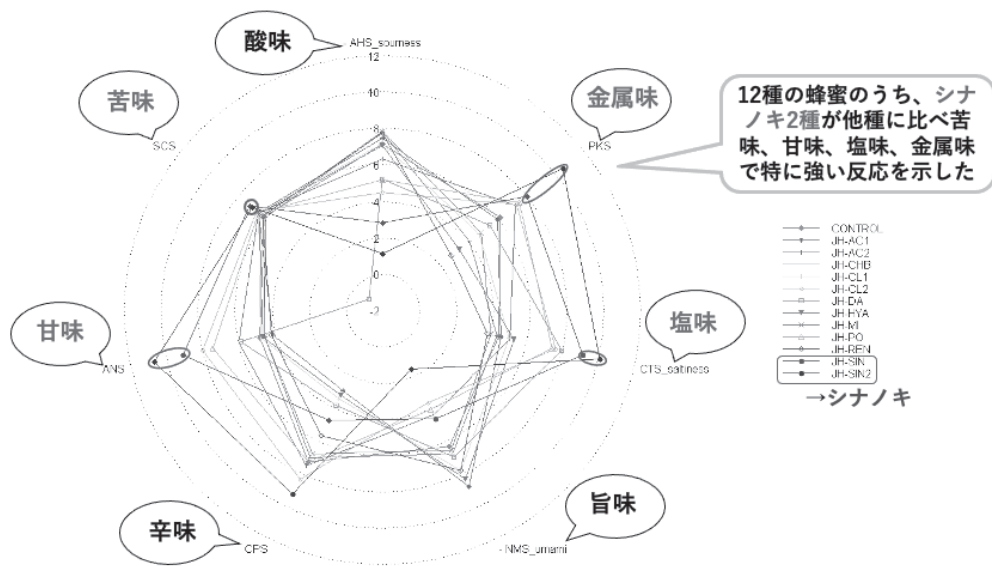 酸味
AHS_sourness
12
10
8
6
4
2
0
-2
苦味
SCS
金属味
PKS
12種の蜂蜜のうち、シナ
ノキ2種が他種に比べ苦
味、甘味、塩味、金属味
で特に強い反応を示した
CONTROL
JH-AC1
JH-AC2
JH-CHB
JH-CL1
JH-CL2
JH-DA
JH-HYA
JH-MI
JH-PO
JH-REN
JH-SIN
JH-SIN2
→シナノキ
甘味
ANS
塩味
CTS_saltiness
辛味
CPS
旨味
NMS_umami